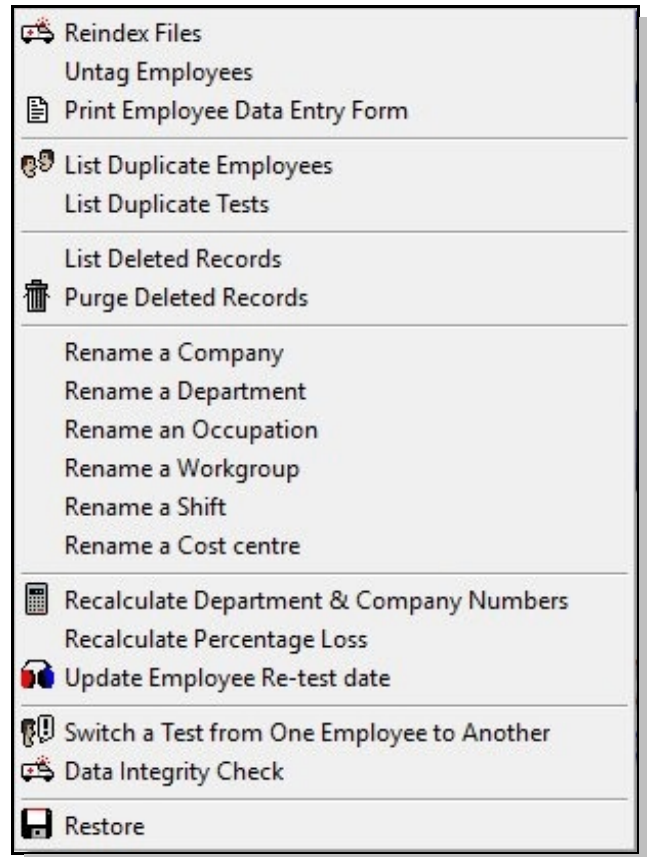 Reindex Files
Untag Employees
Print Employee Data Entry Form
List Duplicate Employees
List Duplicate Tests
List Deleted Records
Purge Deleted Records
Rename a Company
Rename a Department
Rename an Occupation
Rename a Workgroup
Rename a Shift
Rename a Cost centre
Recalculate Department & Company Numbers
Recalculate Percentage Loss
Update Employee Re-test date
Switch a Test from One Employee to Another
Data Integrity Check
Restore